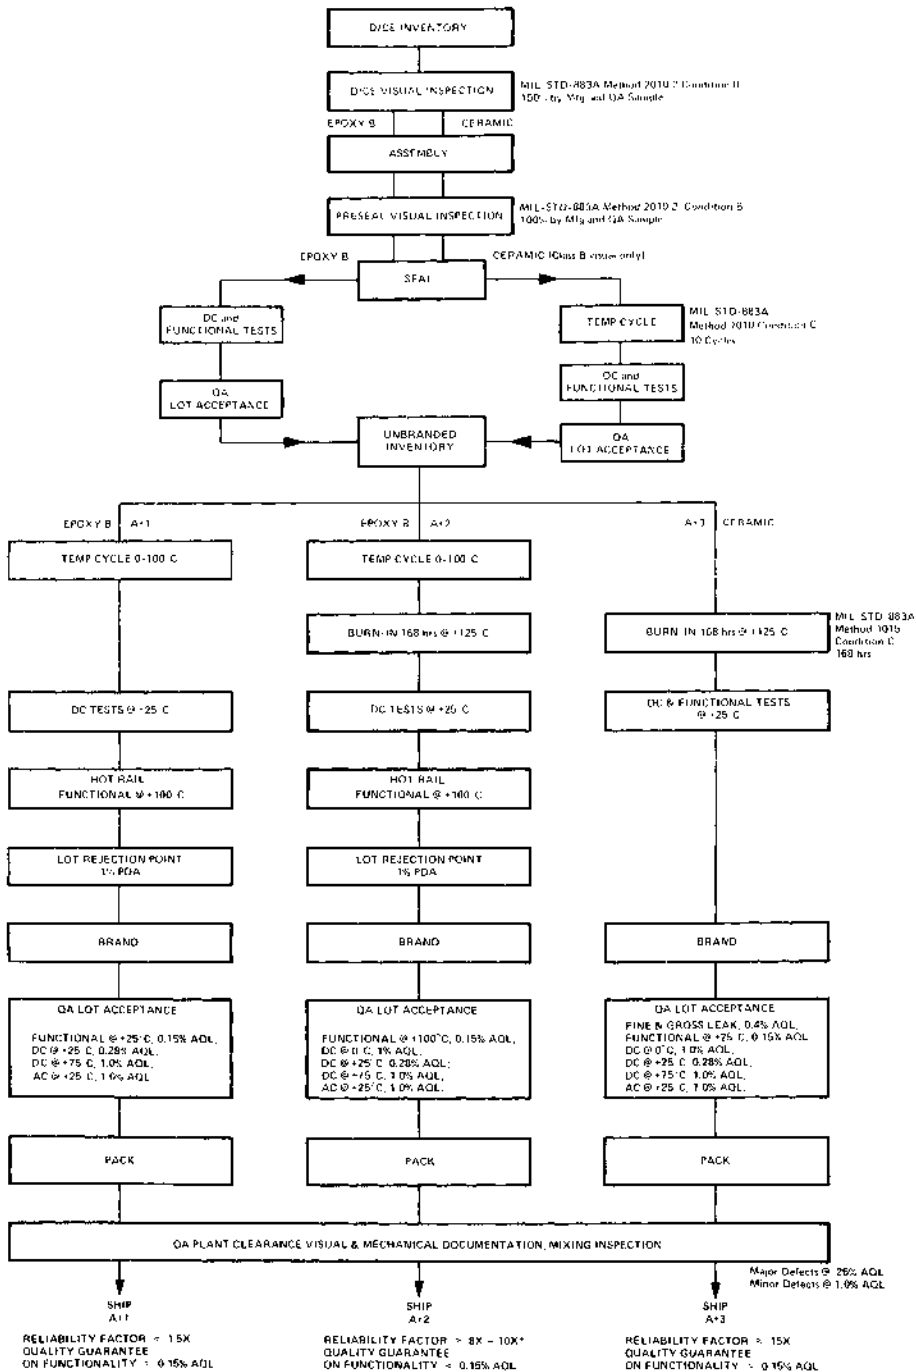 DICE INVENTORY
DICE VISUAL INSPECTION
MIL STD-883A Method 2010 2 Condition B
100% by Mfg and QA Sample
EPOXY B
CERAMIC
ASSEMBLY
PRESEAL VISUAL INSPECTION
MIL-STD-883A Method 2010 2 Condition B
100% by Mfg and QA Sample
EPOXY B
CERAMIC (Class B visual only)
SEAL
DC and
FUNCTIONAL TESTS
TEMP CYCLE
MIL STD-883A
Method 1010 Condition C
10 Cycles
DC and
FUNCTIONAL TESTS
QA
LOT ACCEPTANCE
UNBRANDED
INVENTORY
QA
LOT ACCEPTANCE
EPOXY B A+1
EPOXY B A+2
A+3 CERAMIC
TEMP CYCLE 0-100 C
TEMP CYCLE 0-100 C
BURN-IN 168 hrs @ +125 C
BURN-IN 168 hrs @ +125 C
MIL STD 883A
Method 1015
Condition C
168 hrs
DC TESTS @ +25 C
DC TESTS @ +25 C
DC & FUNCTIONAL TESTS
@ +25 C
HOT RAIL
FUNCTIONAL @ +100 C
HOT RAIL
FUNCTIONAL @ +100 C
LOT REJECTION POINT
1% PDA
LOT REJECTION POINT
1% PDA
BRAND
BRAND
BRAND
QA LOT ACCEPTANCE
FUNCTIONAL @ +25°C, 0.15% AQL,
DC @ +25 C, 0.28% AQL,
DC @ +75 C, 1.0% AQL,
AC @ +25 C, 1.0% AQL
QA LOT ACCEPTANCE
FUNCTIONAL @ +100°C, 0.15% AQL,
DC @ 0 C, 1% AQL,
DC @ +25°C 0.28% AQL;
DC @ +75°C, 1.0% AQL,
AC @ +25°C, 1.0% AQL,
QA LOT ACCEPTANCE
FINE & GROSS LEAK, 0.4% AQL,
FUNCTIONAL @ +25 C, 0.15% AQL
DC @ 0°C, 1.0% AQL,
DC @ +25 C 0.28% AQL,
DC @ +75°C 1.0% AQL,
AC @ +25 C, 1.0% AQL,
PACK
PACK
PACK
QA PLANT CLEARANCE VISUAL & MECHANICAL DOCUMENTATION, MIXING INSPECTION
Major Defects @ .25% AQL
Minor Defects @ 1.0% AQL
SHIP
A+1
SHIP
A+2
SHIP
A+3
RELIABILITY FACTOR = 1.5X
QUALITY GUARANTEE
ON FUNCTIONALITY = 0.15% AQL
RELIABILITY FACTOR = 8X – 10X*
QUALITY GUARANTEE
ON FUNCTIONALITY = 0.15% AQL
RELIABILITY FACTOR = 15X
QUALITY GUARANTEE
ON FUNCTIONALITY = 0.15% AQL